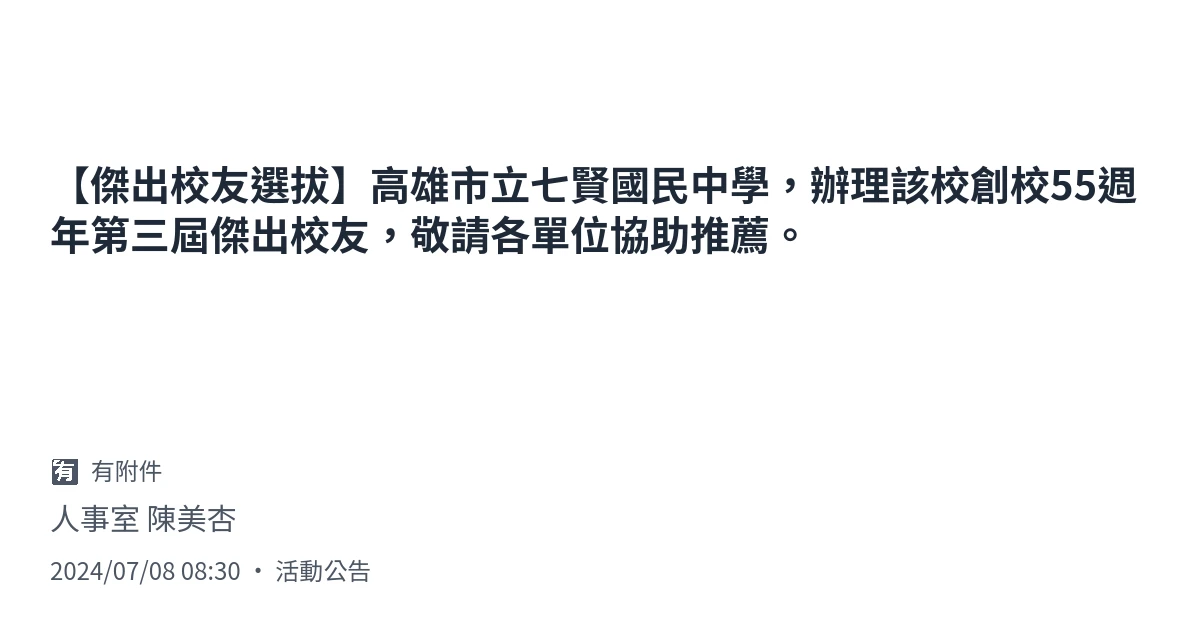 【傑出校友選拔】高雄市立七賢國民中學，辦理該校創校55週
年第三屆傑出校友，敬請各單位協助推薦。
有 有附件
人事室 陳美杏
2024/07/08 08:30 • 活動公告